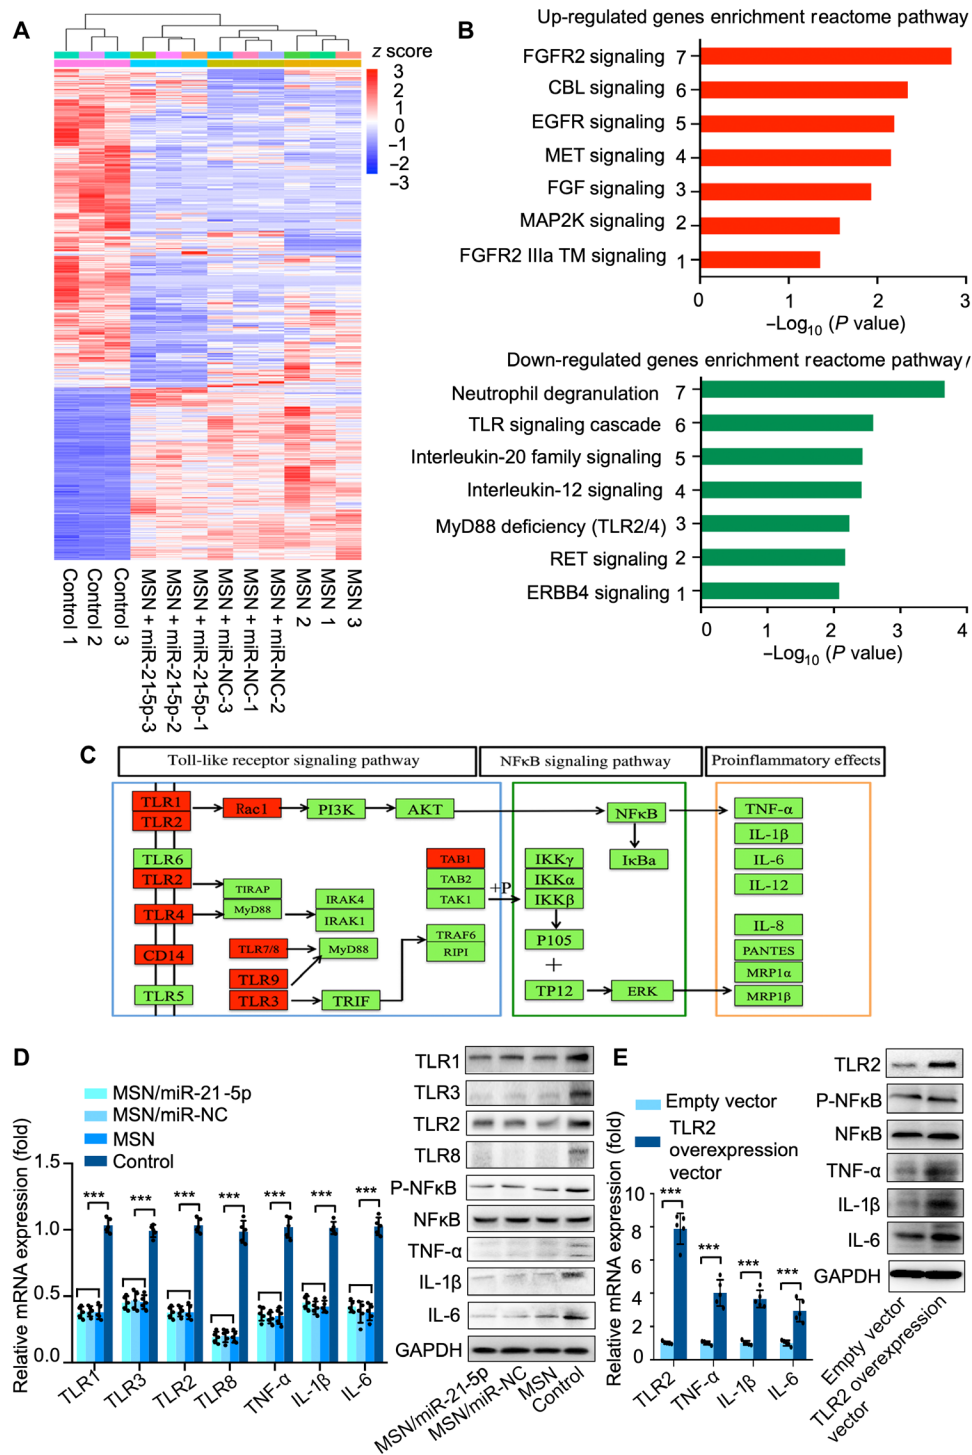 A
z score
3
2
1
0
−1
−2
−3
Control 1
Control 2
Control 3
MSN + miR-21-5p-3
MSN + miR-21-5p-2
MSN + miR-21-5p-1
MSN + miR-NC-3
MSN + miR-NC-1
MSN + miR-NC-2
MSN 2
MSN 1
MSN 3
B
Up-regulated genes enrichment reactome pathway
FGFR2 signaling 7
CBL signaling 6
EGFR signaling 5
MET signaling 4
FGF signaling 3
MAP2K signaling 2
FGFR2 IIIa TM signaling 1
0 1 2 3
−Log10 (P value)
Down-regulated genes enrichment reactome pathway
Neutrophil degranulation 7
TLR signaling cascade 6
Interleukin-20 family signaling 5
Interleukin-12 signaling 4
MyD88 deficiency (TLR2/4) 3
RET signaling 2
ERBB4 signaling 1
0 1 2 3 4
−Log10 (P value)
C
Toll-like receptor signaling pathway
NFκB signaling pathway
Proinflammatory effects
TLR1
TLR2
Rac1
PI3K
AKT
NFκB
TNF-α
IL-1β
TLR6
TLR2
TIRAP
MyD88
IRAK4
IRAK1
TAB1
TAB2
TAK1
+P
IKKγ
IKKα
IKKβ
IκBa
IL-6
IL-12
TLR4
CD14
TLR7/8
MyD88
TRAF6
RIPI
P105
+
IL-8
PANTES
MRP1α
MRP1β
TLR9
TLR3
TRIF
TLR5
TP12
ERK
D
MSN/miR-21-5p
MSN/miR-NC
MSN
Control
Relative mRNA expression (fold)
1.5
1.0
0.5
0.0
*** *** *** *** *** *** ***
TLR1
TLR3
TLR2
TLR8
TNF-α
IL-1β
IL-6
TLR1
TLR3
TLR2
TLR8
P-NFκB
NFκB
TNF-α
IL-1β
IL-6
GAPDH
MSN/miR-21-5p
MSN/miR-NC
MSN
Control
E
Empty vector
TLR2
overexpression
vector
Relative mRNA expression (fold)
10
8
6
4
2
0
*** *** *** ***
TLR2
TNF-α
IL-1β
IL-6
TLR2
P-NFκB
NFκB
TNF-α
IL-1β
IL-6
GAPDH
Empty vector
TLR2 overexpression
vector